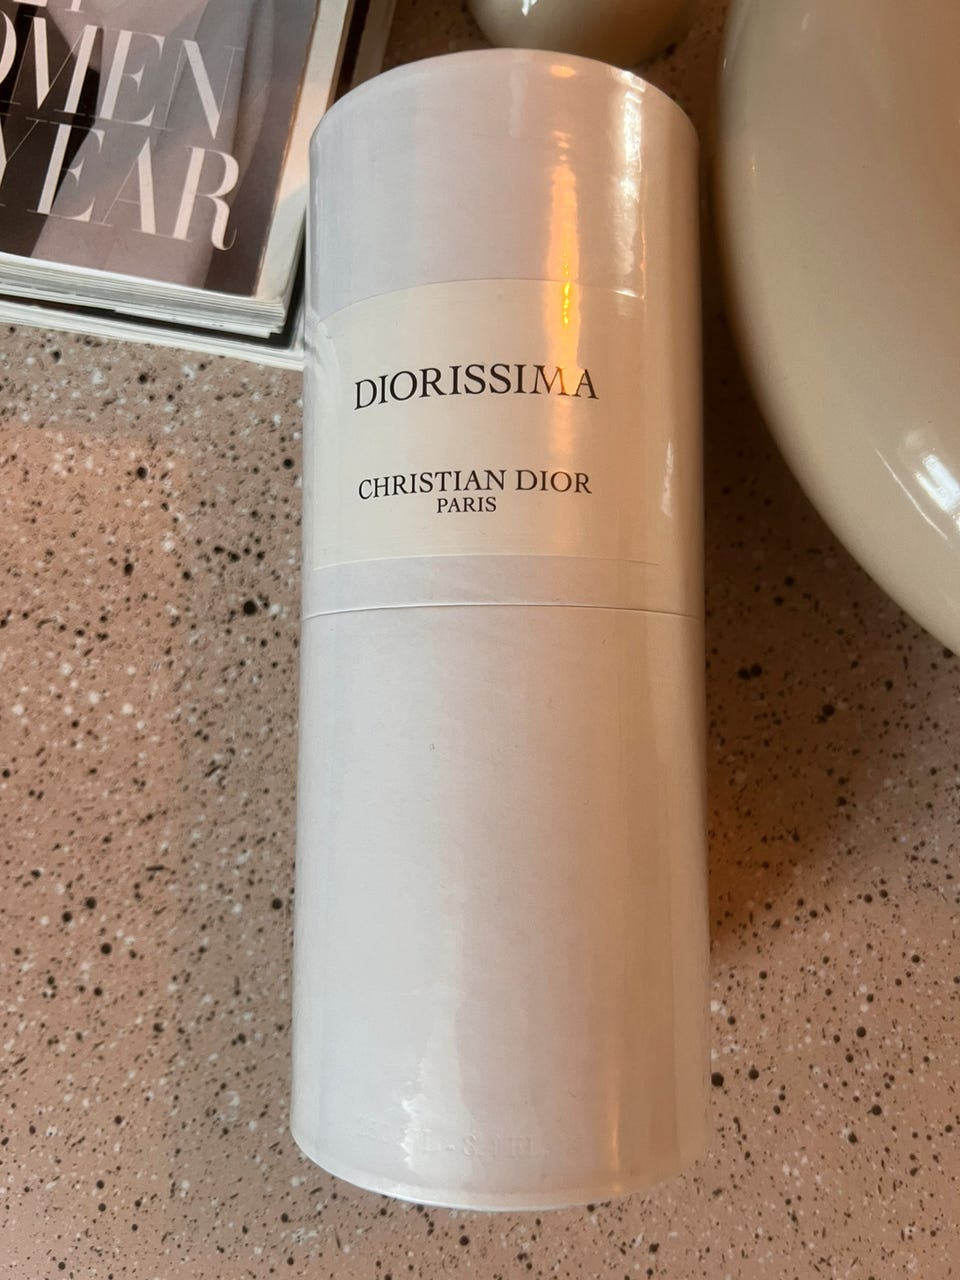 OMEN
YEAR
DIORISSIMA
CHRISTIAN DIOR
PARIS